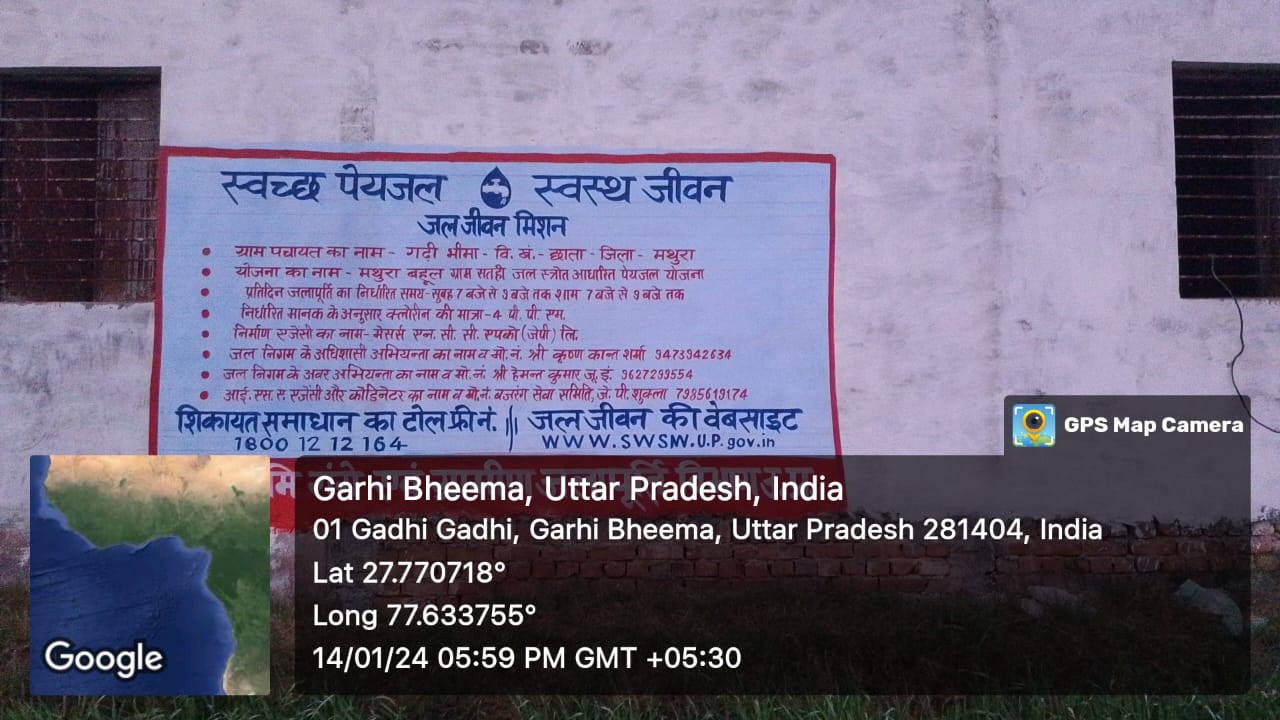 स्वच्छ पेयजल स्वस्थ जीवन
जल जीवन मिशन
• ग्राम पचायत का नाम - गढ़ी भीमा - वि. खं.- छाता - जिला - मथुरा
• योजना का नाम - मथुरा बहूल ग्राम सतही जल स्त्रोत आधारित पेयजल योजना
• प्रतिदिन जलापूर्ति का निर्धारित समय-सुबह 7 बजे से 9 बजे तक शाम 7 बजे से 9 बजे तक
• निर्धारित मानक के अनुसार क्लोरीन की मात्रा-4 पी. पी. एम.
• निर्माण एजेंसी का नाम- मेसर्स एन. सी. सी. एपको (जेपी) लि.
• जल निगम के अधिशासी अभियन्ता का नाम व मो. नं. श्री कृष्ण कान्त शर्मा 9473942634
• जल निगम के अवर अभियन्ता का नाम व मो. नं. श्री हेमन्त कुमार जू. इं. 9627299554
• आई. एस. ए एजेंसी और कोडिनेटर का नाम व मो.नं. बजरंग सेवा समिति, जे. पी. शुक्ला 7985619174
शिकायत समाधान का टोल फ्री नं. // जल जीवन की वेबसाइट
1800 12 12 164 WWW.SWSM.U.P.gov.in
GPS Map Camera
Garhi Bheema, Uttar Pradesh, India
01 Gadhi Gadhi, Garhi Bheema, Uttar Pradesh 281404, India
Lat 27.770718°
Long 77.633755°
14/01/24 05:59 PM GMT +05:30
Google